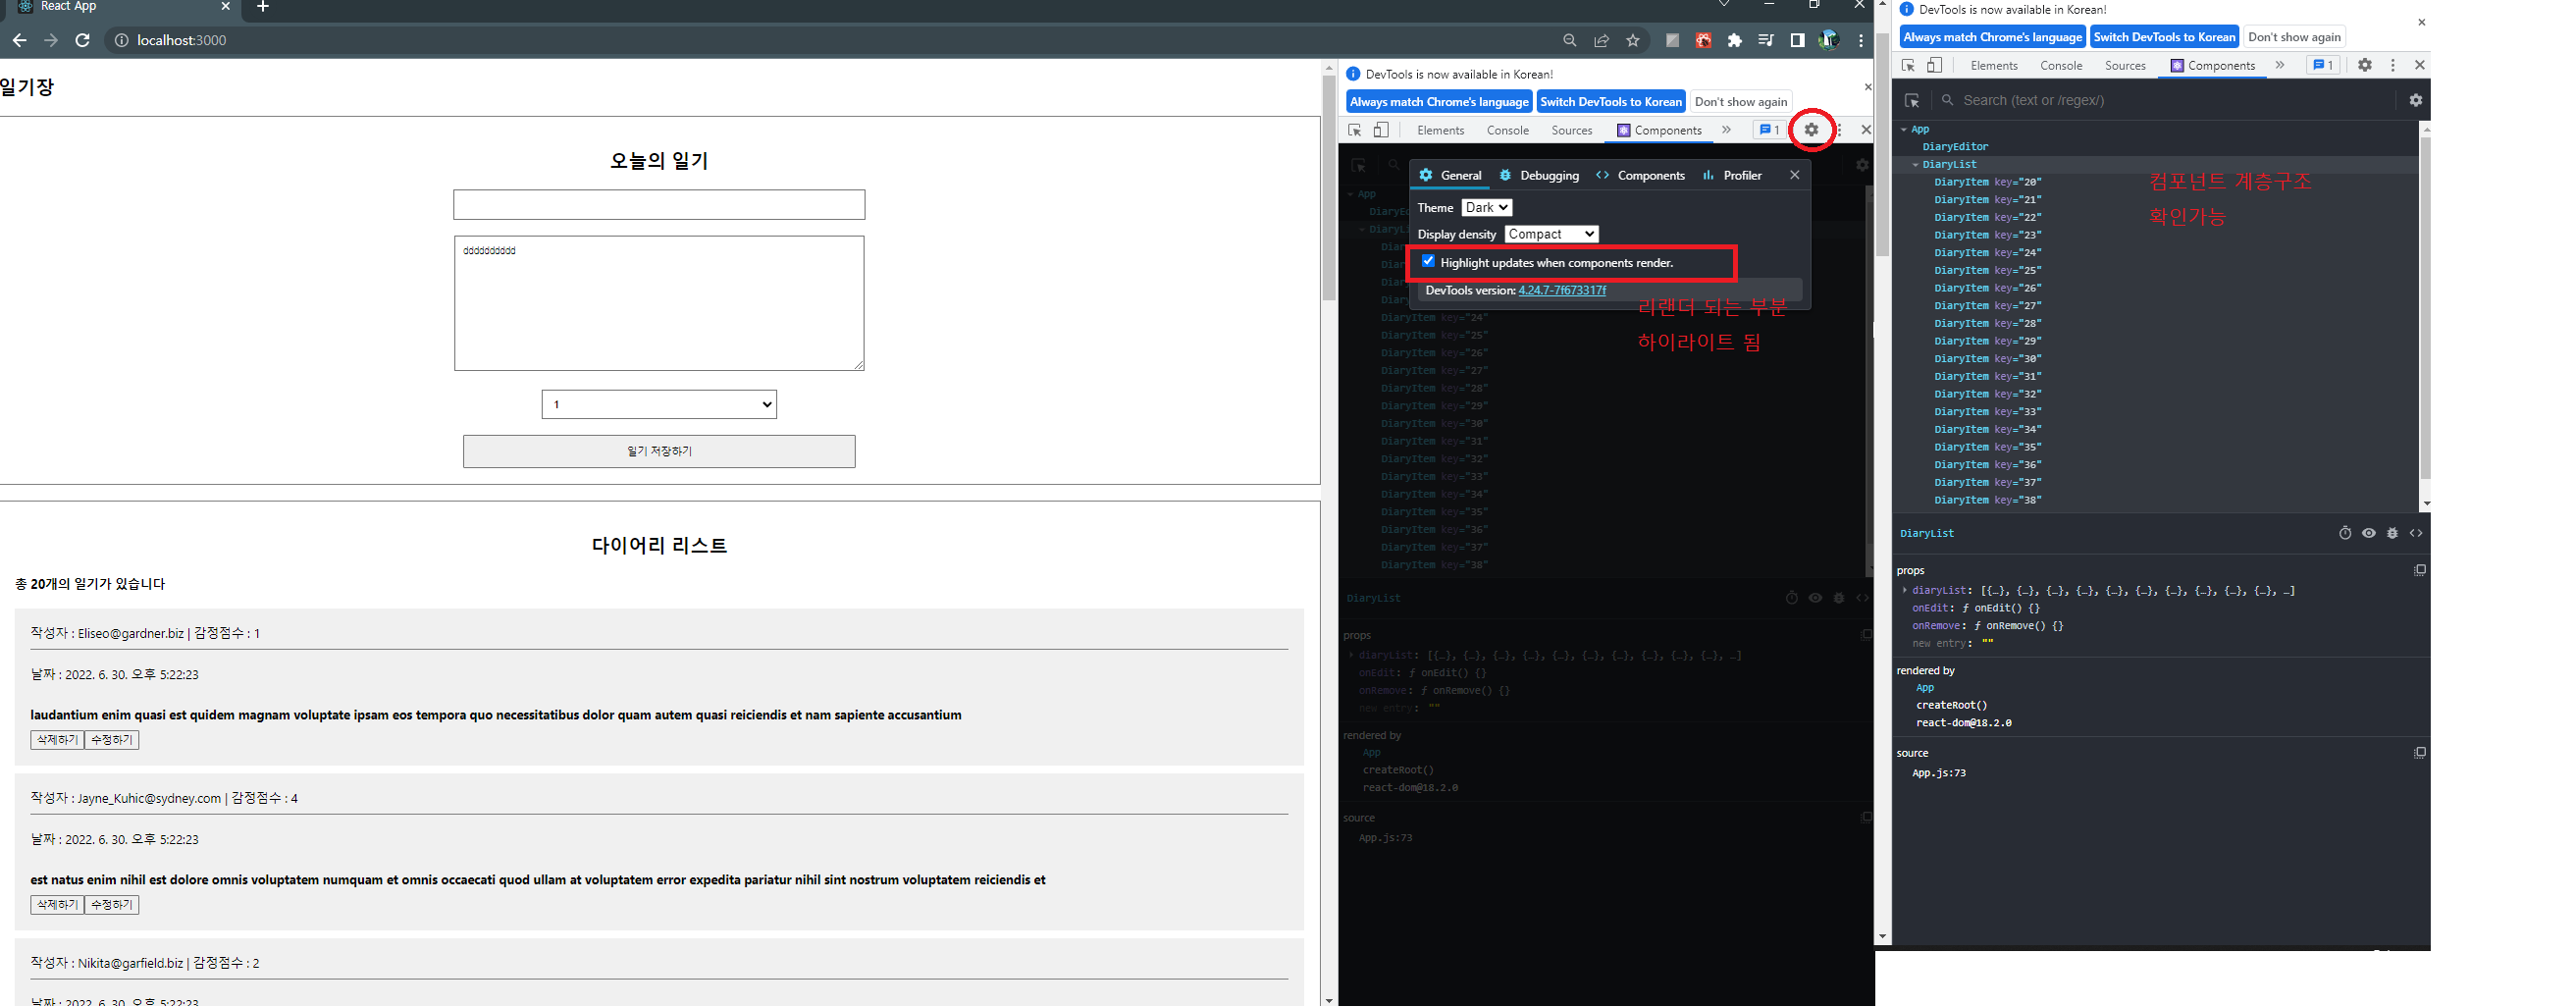 React App
localhost:3000
일기장
오늘의 일기
dddddddddd
1
일기 저장하기
다이어리 리스트
총 20개의 일기가 있습니다
작성자 : Eliseo@gardner.biz | 감정점수 : 1
날짜 : 2022. 6. 30. 오후 5:22:23
laudantium enim quasi est quidem magnam voluptate ipsam eos tempora quo necessitatibus dolor quam autem quasi reiciendis et nam sapiente accusantium
삭제하기 수정하기
작성자 : Jayne_Kuhic@sydney.com | 감정점수 : 4
날짜 : 2022. 6. 30. 오후 5:22:23
est natus enim nihil est dolore omnis voluptatem numquam et omnis occaecati quod ullam at voluptatem error expedita pariatur nihil sint nostrum voluptatem reiciendis et
삭제하기 수정하기
작성자 : Nikita@garfield.biz | 감정점수 : 2
날짜 : 2022. 6. 30. 오후 5:22:23
DevTools is now available in Korean!
Always match Chrome's language Switch DevTools to Korean Don't show again
Elements Console Sources Components 1
General Debugging Components Profiler
Theme Dark
Display density Compact
Highlight updates when components render.
DevTools version: 4.24.7-7f673317f
리랜더 되는 부분
하이라이트 됨
App
DiaryEd
DiaryLi
Dia
Dia
Dia
Dia
DiaryItem key="24"
DiaryItem key="25"
DiaryItem key="26"
DiaryItem key="27"
DiaryItem key="28"
DiaryItem key="29"
DiaryItem key="30"
DiaryItem key="31"
DiaryItem key="32"
DiaryItem key="33"
DiaryItem key="34"
DiaryItem key="35"
DiaryItem key="36"
DiaryItem key="37"
DiaryItem key="38"
DiaryList
props
diaryList: [{…}, {…}, {…}, {…}, {…}, {…}, {…}, {…}, {…}, {…}, …]
onEdit: ƒ onEdit() {}
onRemove: ƒ onRemove() {}
new entry: ""
rendered by
App
createRoot()
react-dom@18.2.0
source
App.js:73
DevTools is now available in Korean!
Always match Chrome's language Switch DevTools to Korean Don't show again
Elements Console Sources Components 1
Search (text or /regex/)
App
DiaryEditor
DiaryList
DiaryItem key="20"
DiaryItem key="21"
DiaryItem key="22"
DiaryItem key="23"
DiaryItem key="24"
DiaryItem key="25"
DiaryItem key="26"
DiaryItem key="27"
DiaryItem key="28"
DiaryItem key="29"
DiaryItem key="30"
DiaryItem key="31"
DiaryItem key="32"
DiaryItem key="33"
DiaryItem key="34"
DiaryItem key="35"
DiaryItem key="36"
DiaryItem key="37"
DiaryItem key="38"
컴포넌트 계층구조
확인가능
DiaryList
props
diaryList: [{…}, {…}, {…}, {…}, {…}, {…}, {…}, {…}, {…}, {…}, …]
onEdit: ƒ onEdit() {}
onRemove: ƒ onRemove() {}
new entry: ""
rendered by
App
createRoot()
react-dom@18.2.0
source
App.js:73